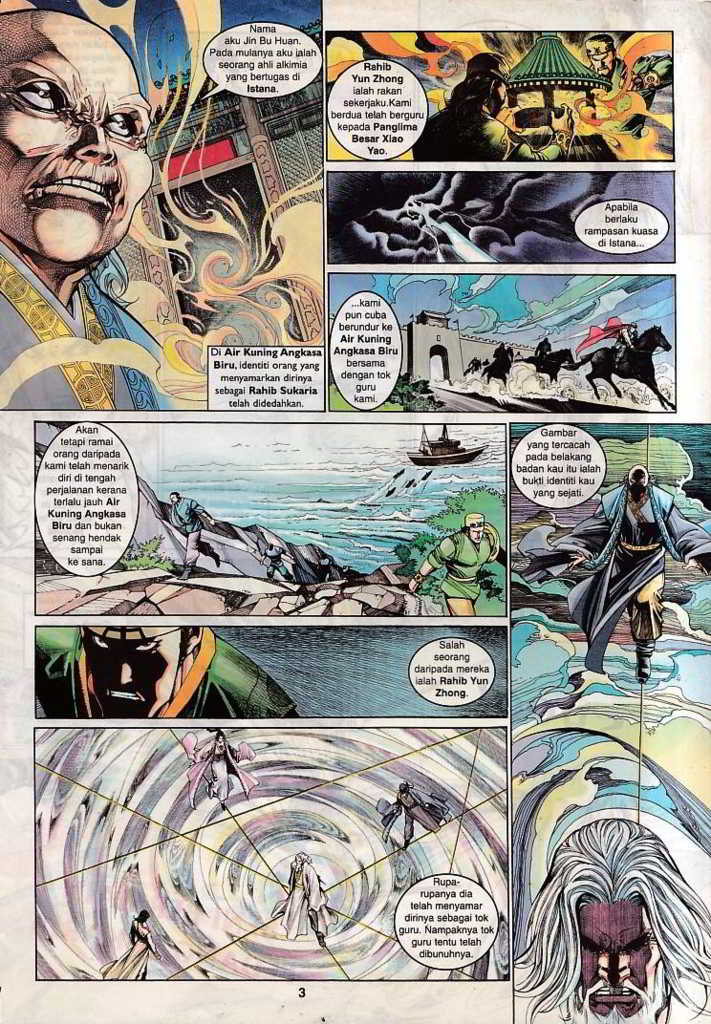 Nama
aku Jin Bu Huan.
Pada mulanya aku ialah
seorang ahli alkimia
yang bertugas di
Istana.
Rahib
Yun Zhong
ialah rakan
sekerjaku.Kami
berdua telah berguru
kepada Panglima
Besar Xiao
Yao.
Apabila
berlaku
rampasan kuasa
di Istana...
Di Air Kuning Angkasa
Biru, identiti orang yang
menyamarkan dirinya
sebagai Rahib Sukaria
telah didedahkan.
...kami
pun cuba
berundur ke
Air Kuning
Angkasa Biru
bersama
dengan tok
guru
kami.
Akan
tetapi ramai
orang daripada
kami telah menarik
diri di tengah
perjalanan kerana
terlalu jauh Air
Kuning Angkasa
Biru dan bukan
senang hendak
sampai
ke sana.
Gambar
yang tercacah
pada belakang
badan kau itu ialah
bukti identiti kau
yang sejati.
Salah
seorang
daripada mereka
ialah Rahib Yun
Zhong.
Rupa-
rupanya dia
telah menyamar
dirinya sebagai tok
guru. Nampaknya tok
guru tentu telah
dibunuhnya.
3